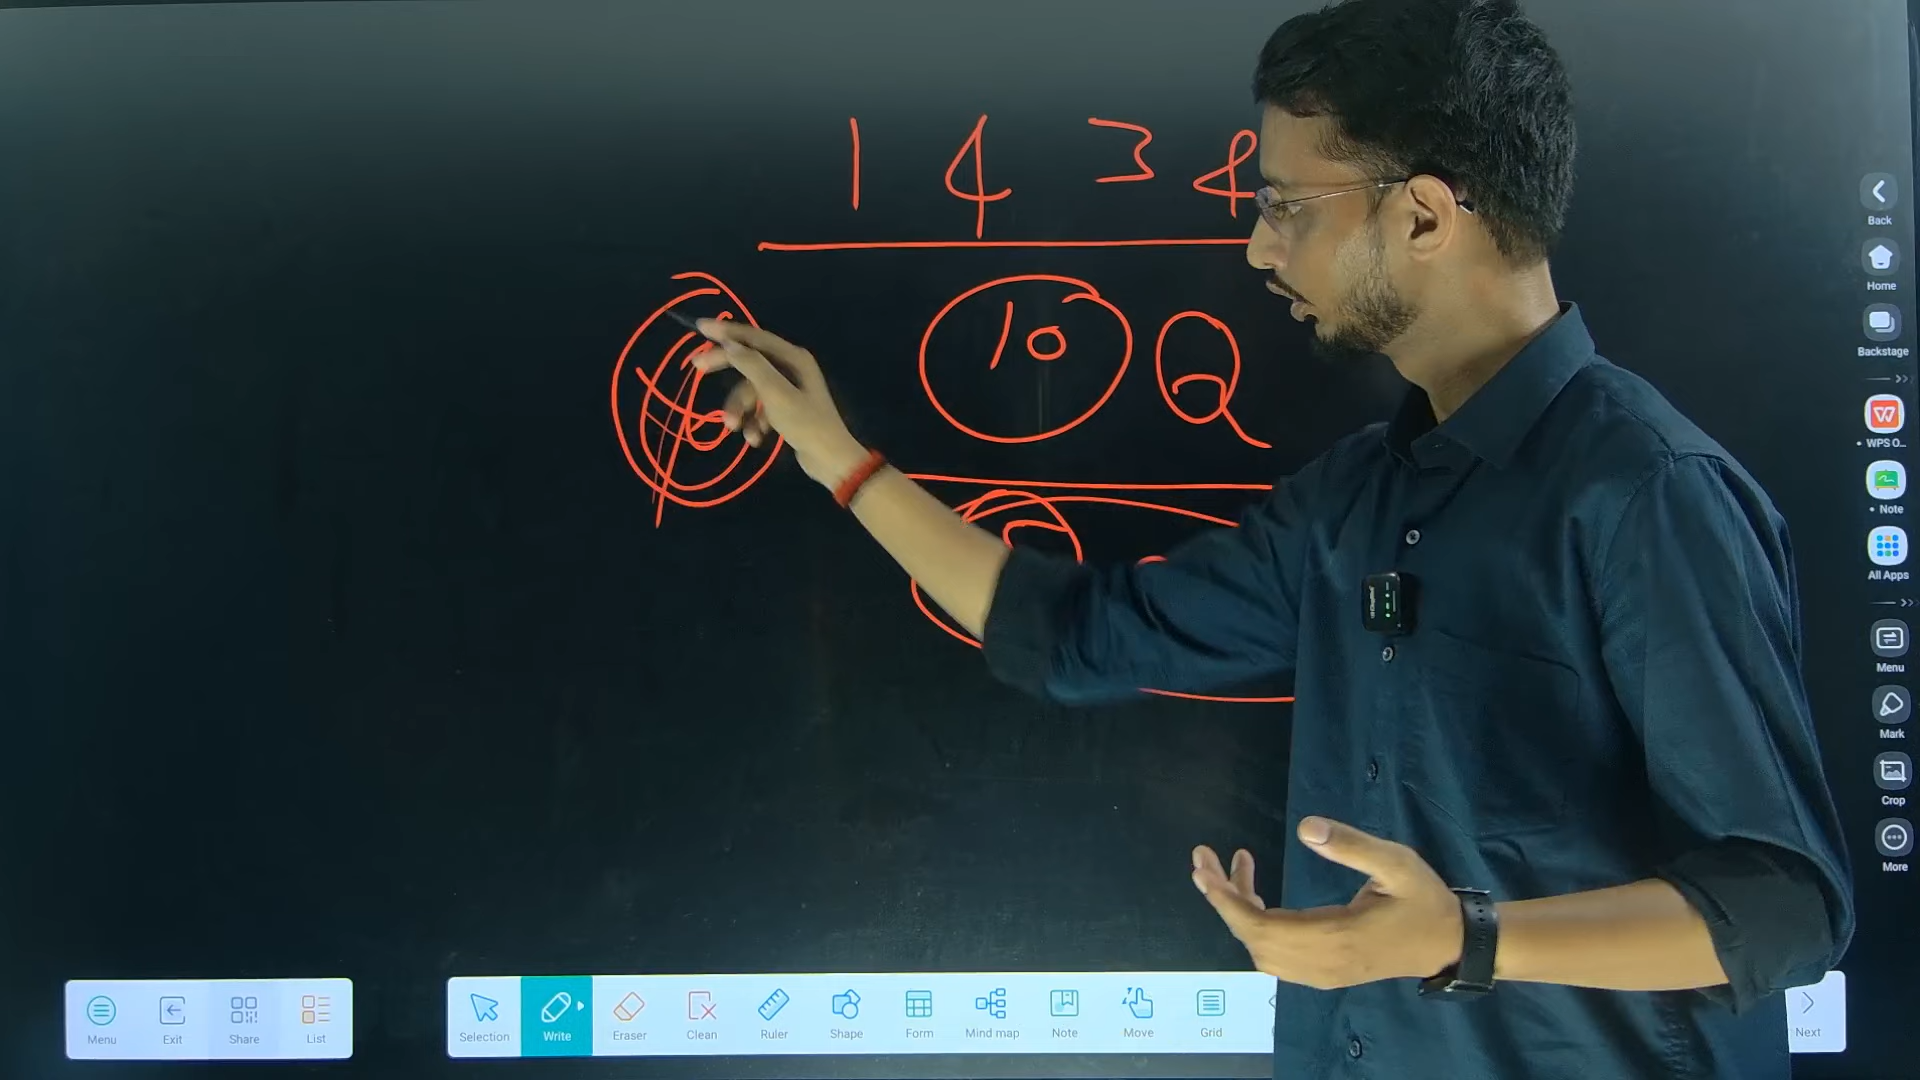 1 4 3 4
10 Q
Back
Home
Backstage
WPS O...
Note
All Apps
Menu
Mark
Crop
More
Menu Exit Share List Selection Write Eraser Clean Ruler Shape Form Mind map Note Move Grid Next